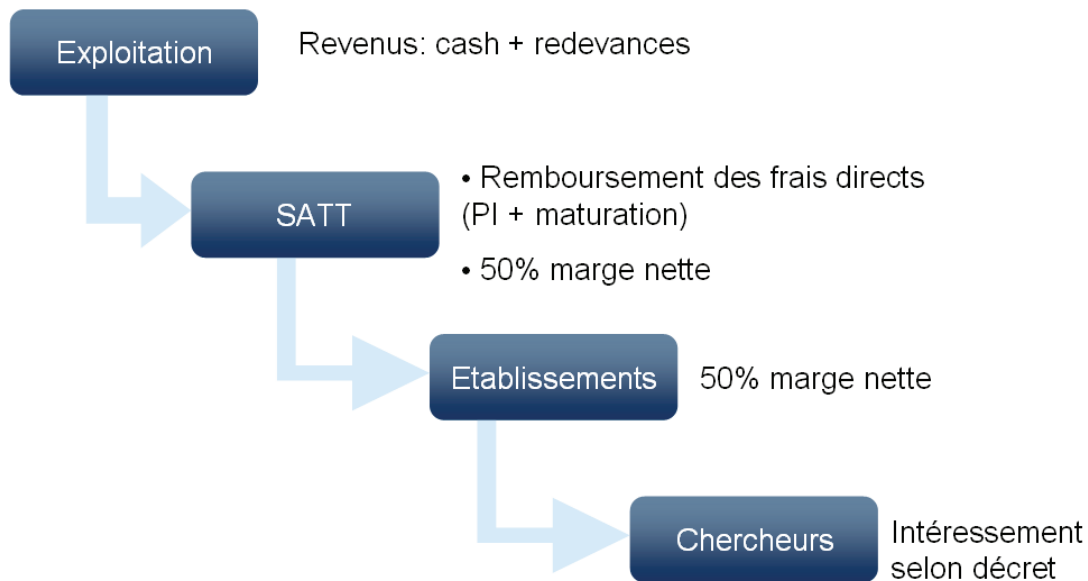 Exploitation
Revenus: cash + redevances
SATT
• Remboursement des frais directs
(PI + maturation)
• 50% marge nette
Etablissements
50% marge nette
Chercheurs
Intéressement
selon décret